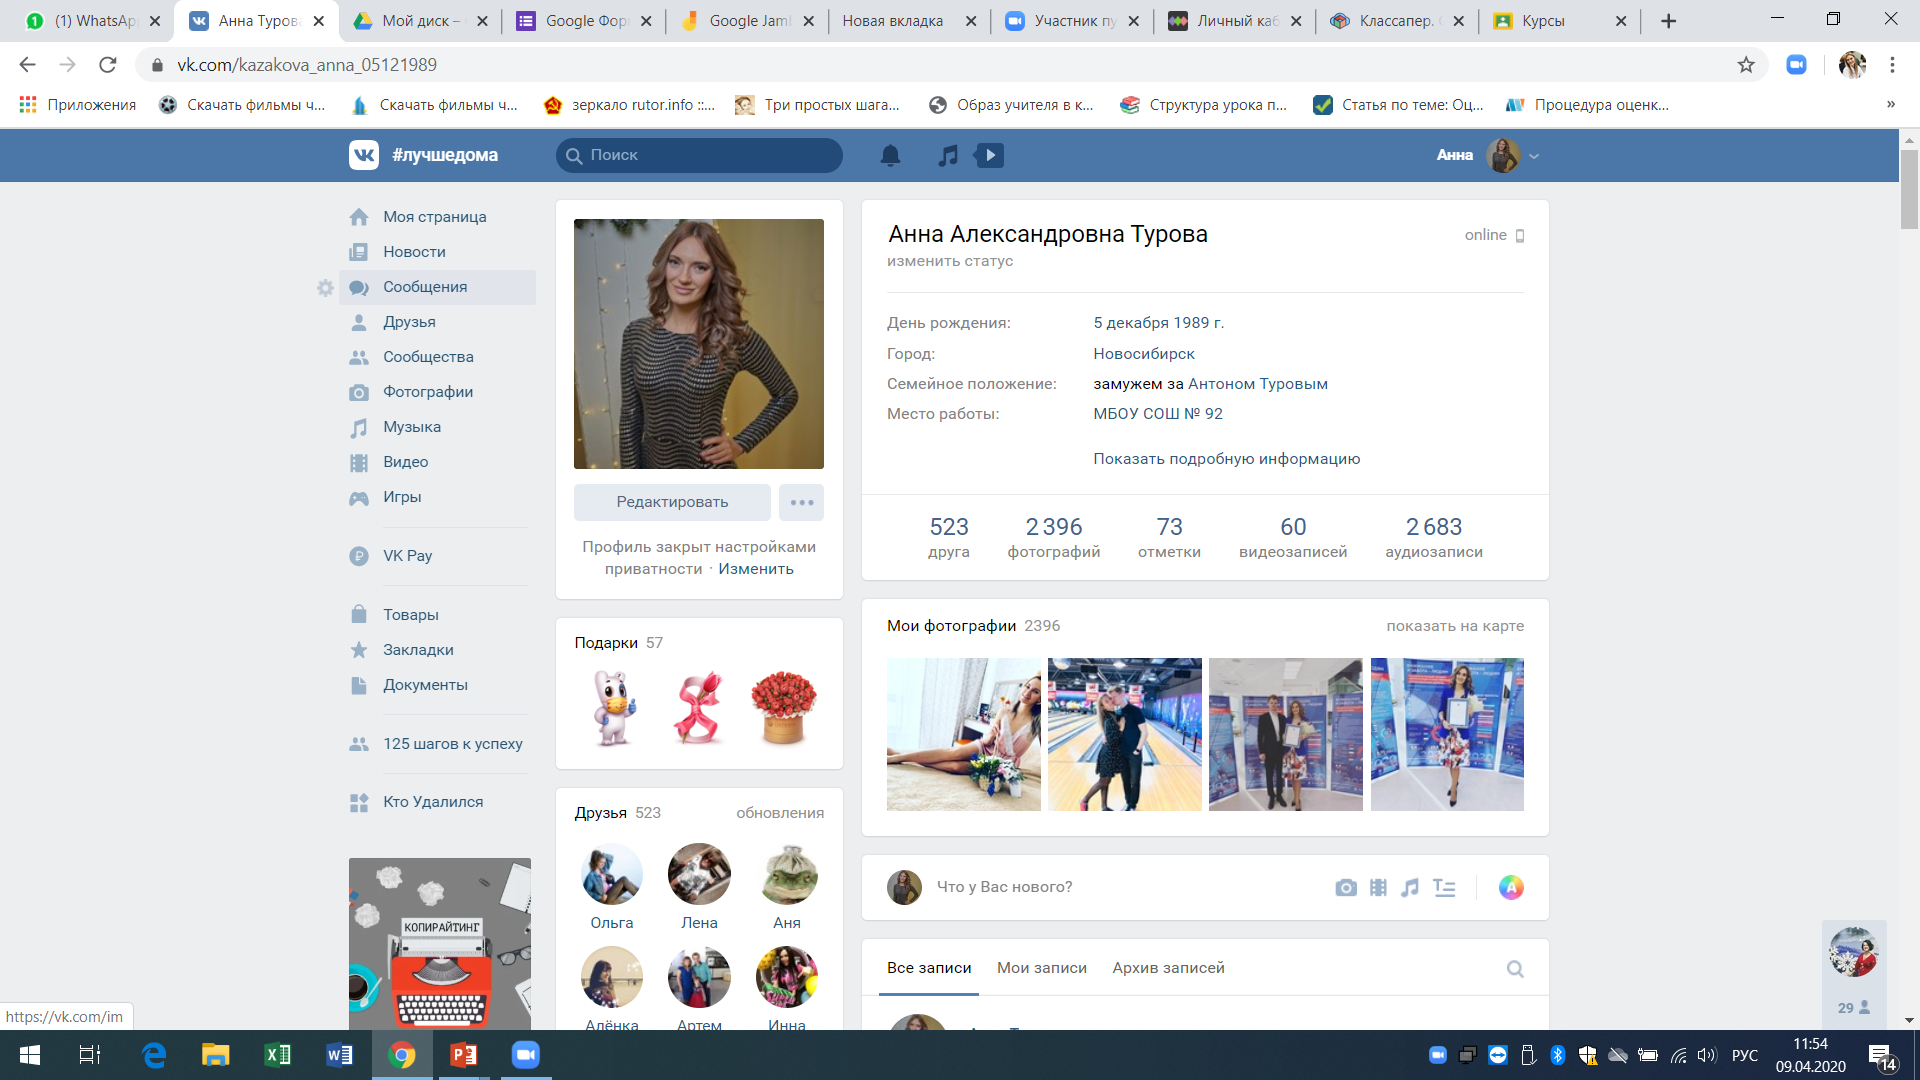 (1) WhatsAp
Анна Турова
Мой диск –
Google Фор
Google Jam
Новая вкладка
Участник пу
Личный каб
Классапер.
Курсы
vk.com/kazakova_anna_05121989
Приложения
Скачать фильмы ч...
Скачать фильмы ч...
зеркало rutor.info ::...
Три простых шага...
Образ учителя в к...
Структура урока п...
Статья по теме: Оц...
Процедура оценк...
»
#лучшедома
Поиск
Анна
Моя страница
Новости
Сообщения
Друзья
Сообщества
Фотографии
Музыка
Видео
Игры
VK Pay
Товары
Закладки
Документы
125 шагов к успеху
Кто Удалился
КОПИРАЙТИНГ
https://vk.com/im
Редактировать
Профиль закрыт настройками
приватности · Изменить
Подарки 57
Друзья 523 обновления
Ольга Лена Аня
Алёнка Артем Инна
Анна Александровна Турова
online
изменить статус
День рождения: 5 декабря 1989 г.
Город: Новосибирск
Семейное положение: замужем за Антоном Туровым
Место работы: МБОУ СОШ № 92
Показать подробную информацию
523 2 396 73 60 2 683
друга фотографий отметки видеозаписей аудиозаписи
Мои фотографии 2396 показать на карте
Что у Вас нового?
Все записи Мои записи Архив записей
29
РУС
11:54
09.04.2020
14